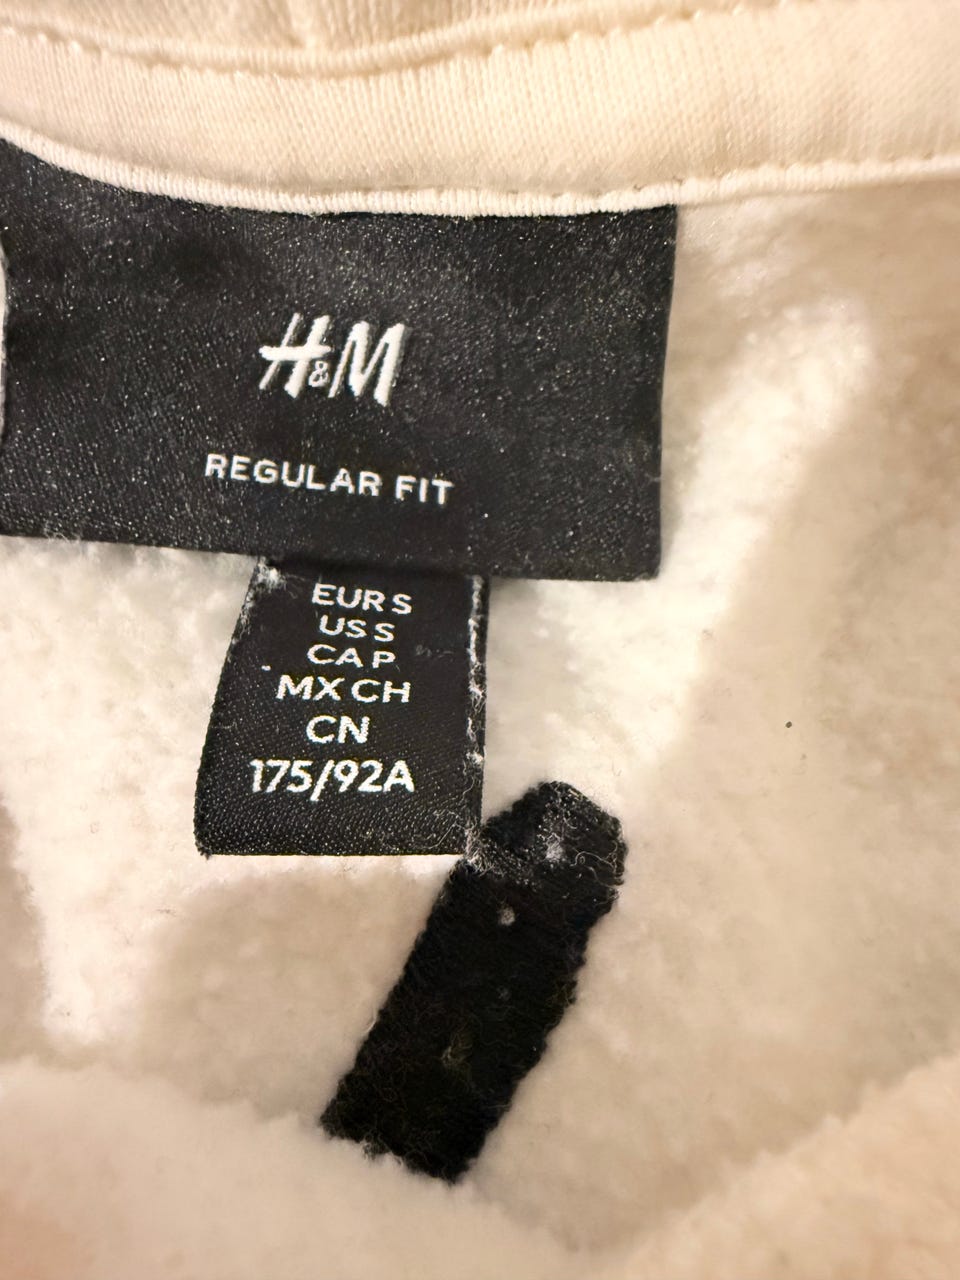 H&M
REGULAR FIT
EUR S
US S
CA P
MX CH
CN
175/92A